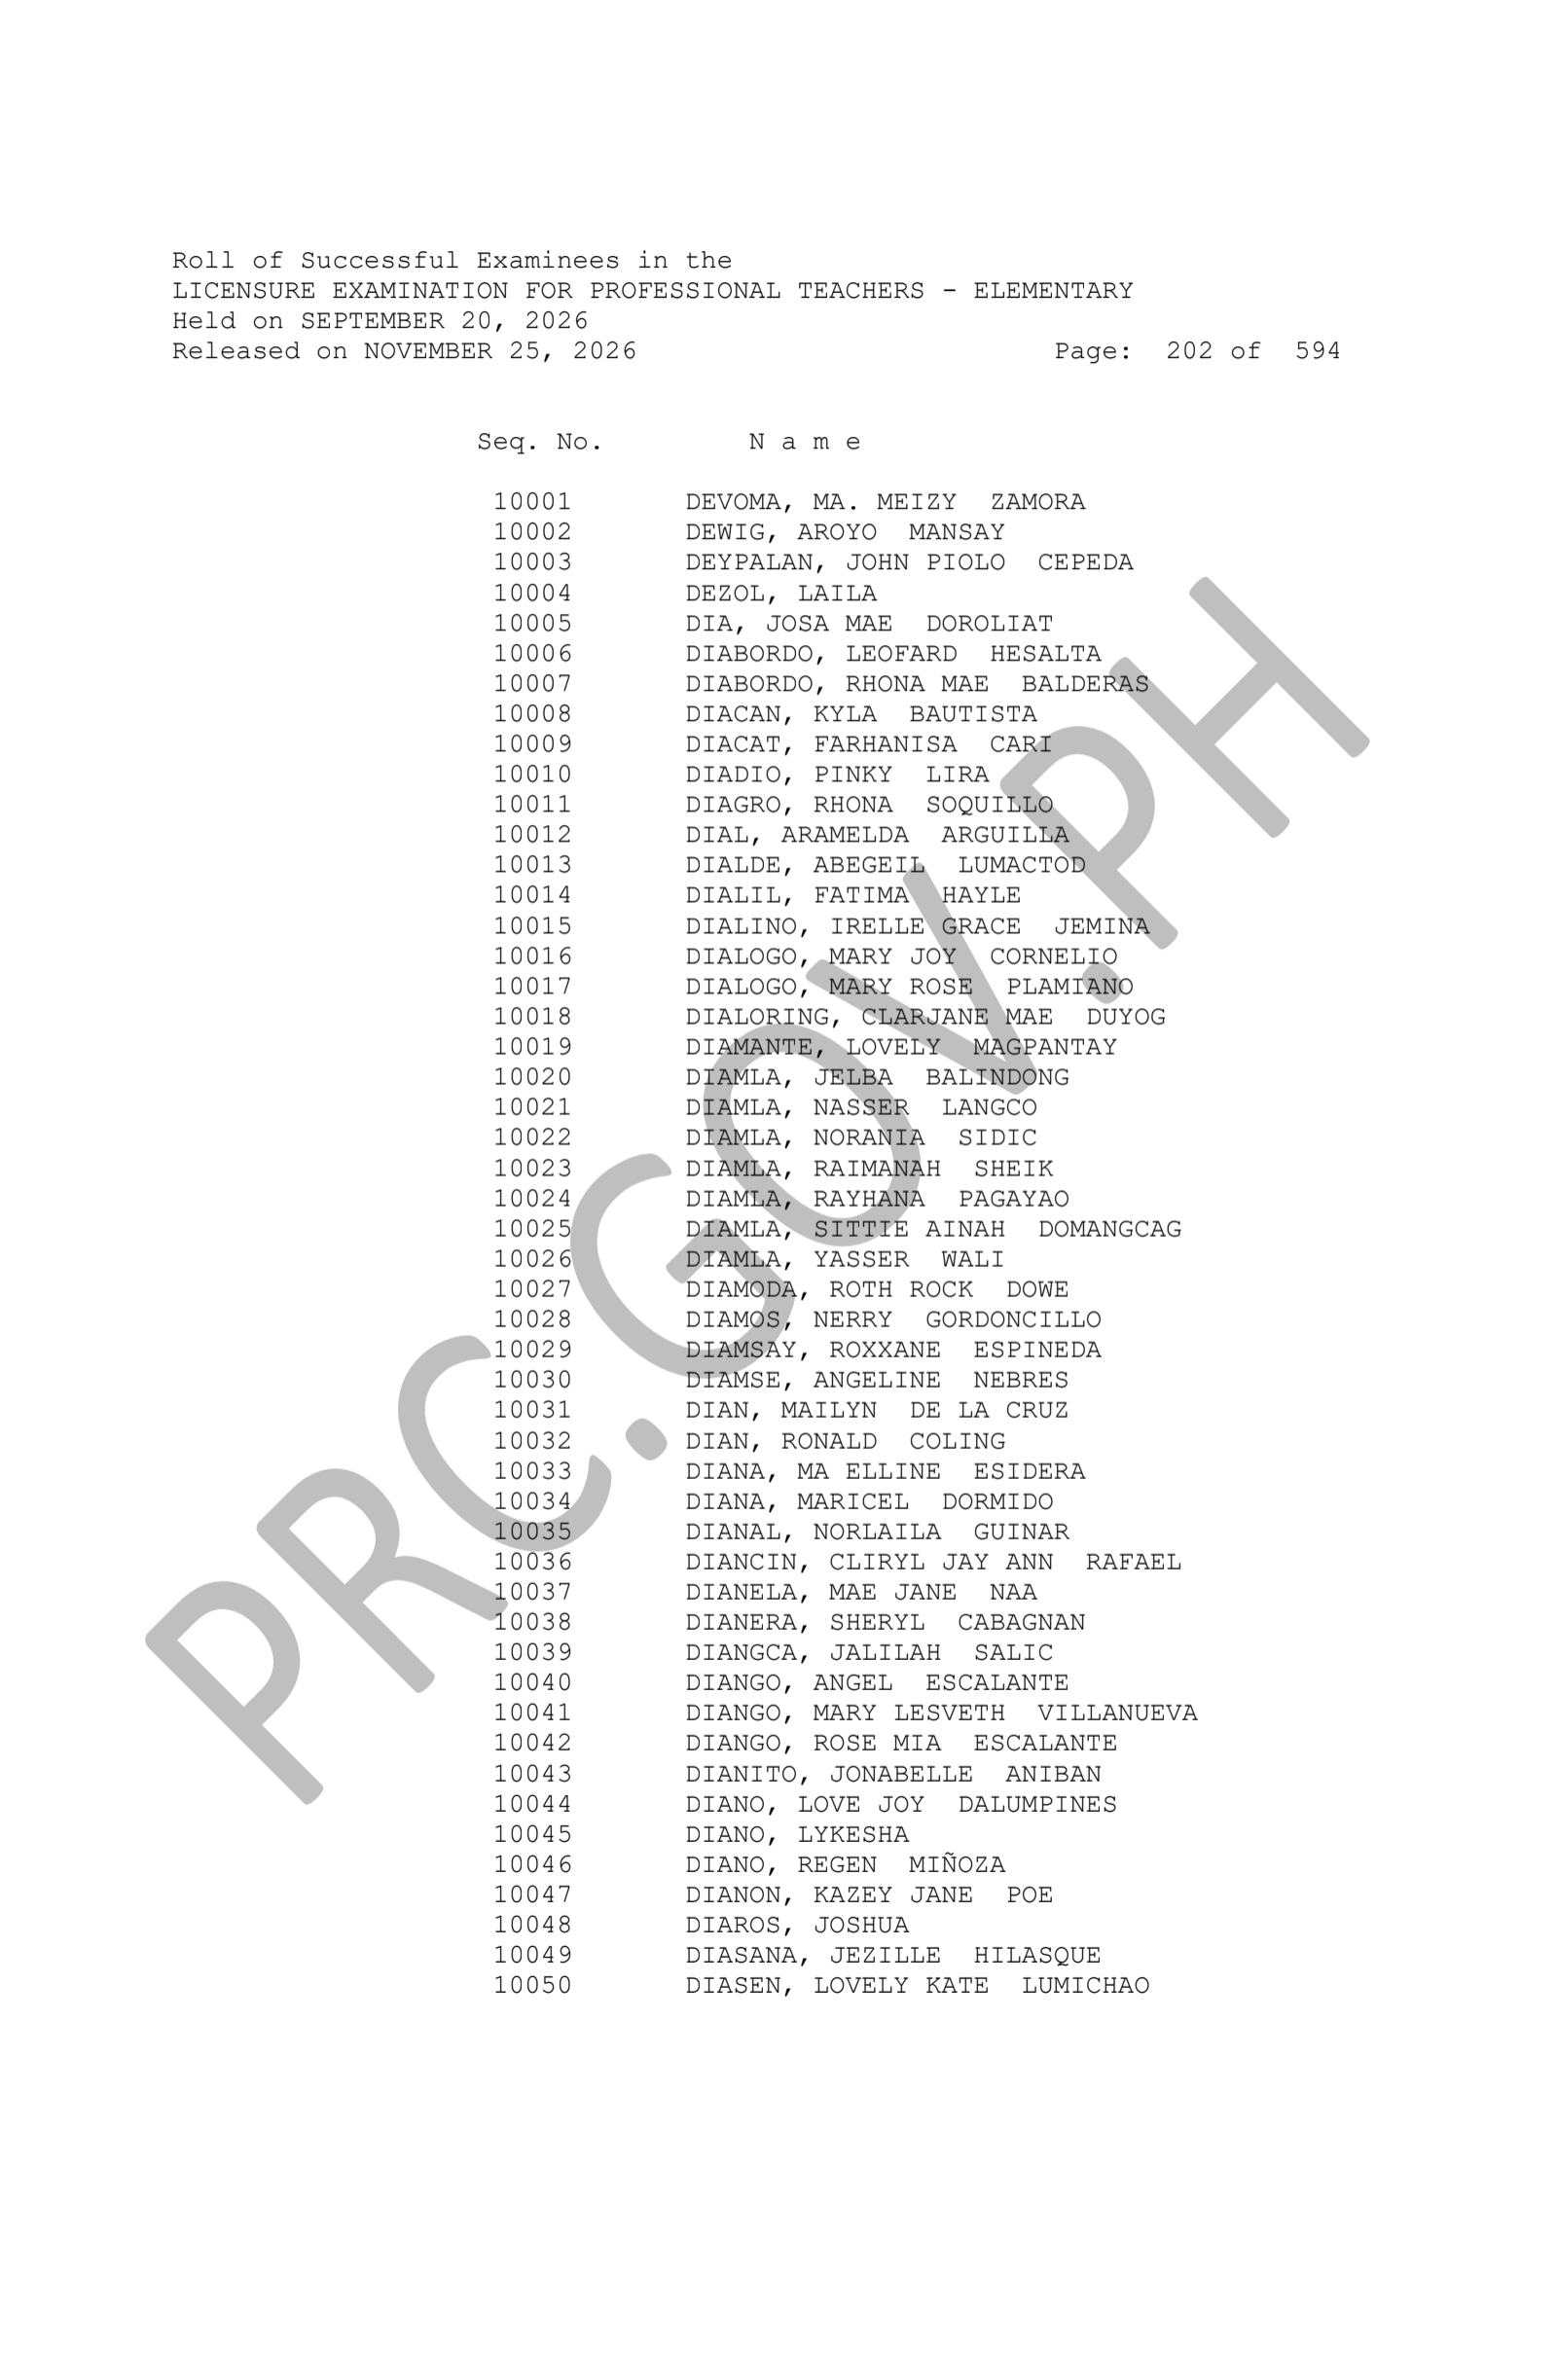 Roll of Successful Examinees in the
LICENSURE EXAMINATION FOR PROFESSIONAL TEACHERS - ELEMENTARY
Held on SEPTEMBER 20, 2026
Released on NOVEMBER 25, 2026 Page: 202 of 594
Seq. No. N a m e
10001 DEVOMA, MA. MEIZY ZAMORA
10002 DEWIG, AROYO MANSAY
10003 DEYPALAN, JOHN PIOLO CEPEDA
10004 DEZOL, LAILA
10005 DIA, JOSA MAE DOROLIAT
10006 DIABORDO, LEOFARD HESALTA
10007 DIABORDO, RHONA MAE BALDERAS
10008 DIACAN, KYLA BAUTISTA
10009 DIACAT, FARHANISA CARI
10010 DIADIO, PINKY LIRA
10011 DIAGRO, RHONA SOQUILLO
10012 DIAL, ARAMELDA ARGUILLA
10013 DIALDE, ABEGEIL LUMACTOD
10014 DIALIL, FATIMA HAYLE
10015 DIALINO, IRELLE GRACE JEMINA
10016 DIALOGO, MARY JOY CORNELIO
10017 DIALOGO, MARY ROSE PLAMIANO
10018 DIALORING, CLARJANE MAE DUYOG
10019 DIAMANTE, LOVELY MAGPANTAY
10020 DIAMLA, JELBA BALINDONG
10021 DIAMLA, NASSER LANGCO
10022 DIAMLA, NORANIA SIDIC
10023 DIAMLA, RAIMANAH SHEIK
10024 DIAMLA, RAYHANA PAGAYAO
10025 DIAMLA, SITTIE AINAH DOMANGCAG
10026 DIAMLA, YASSER WALI
10027 DIAMODA, ROTH ROCK DOWE
10028 DIAMOS, NERRY GORDONCILLO
10029 DIAMSAY, ROXXANE ESPINEDA
10030 DIAMSE, ANGELINE NEBRES
10031 DIAN, MAILYN DE LA CRUZ
10032 DIAN, RONALD COLING
10033 DIANA, MA ELLINE ESIDERA
10034 DIANA, MARICEL DORMIDO
10035 DIANAL, NORLAILA GUINAR
10036 DIANCIN, CLIRYL JAY ANN RAFAEL
10037 DIANELA, MAE JANE NAA
10038 DIANERA, SHERYL CABAGNAN
10039 DIANGCA, JALILAH SALIC
10040 DIANGO, ANGEL ESCALANTE
10041 DIANGO, MARY LESVETH VILLANUEVA
10042 DIANGO, ROSE MIA ESCALANTE
10043 DIANITO, JONABELLE ANIBAN
10044 DIANO, LOVE JOY DALUMPINES
10045 DIANO, LYKESHA
10046 DIANO, REGEN MIÑOZA
10047 DIANON, KAZEY JANE POE
10048 DIAROS, JOSHUA
10049 DIASANA, JEZILLE HILASQUE
10050 DIASEN, LOVELY KATE LUMICHAO
PRC.GOV.PH